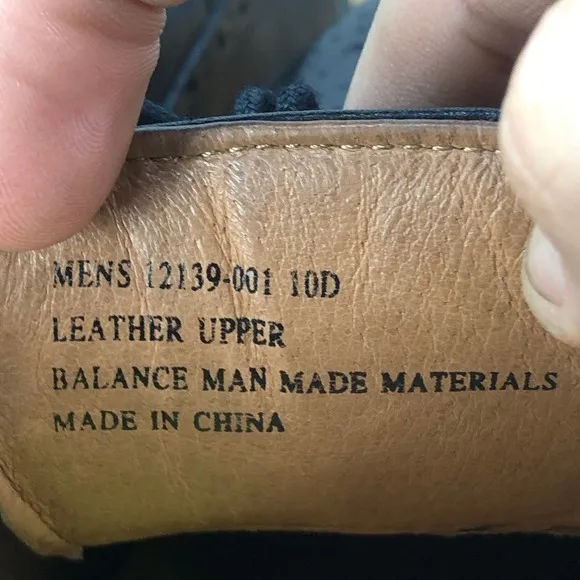 MENS 12139-001 10D
LEATHER UPPER
BALANCE MAN MADE MATERIALS
MADE IN CHINA